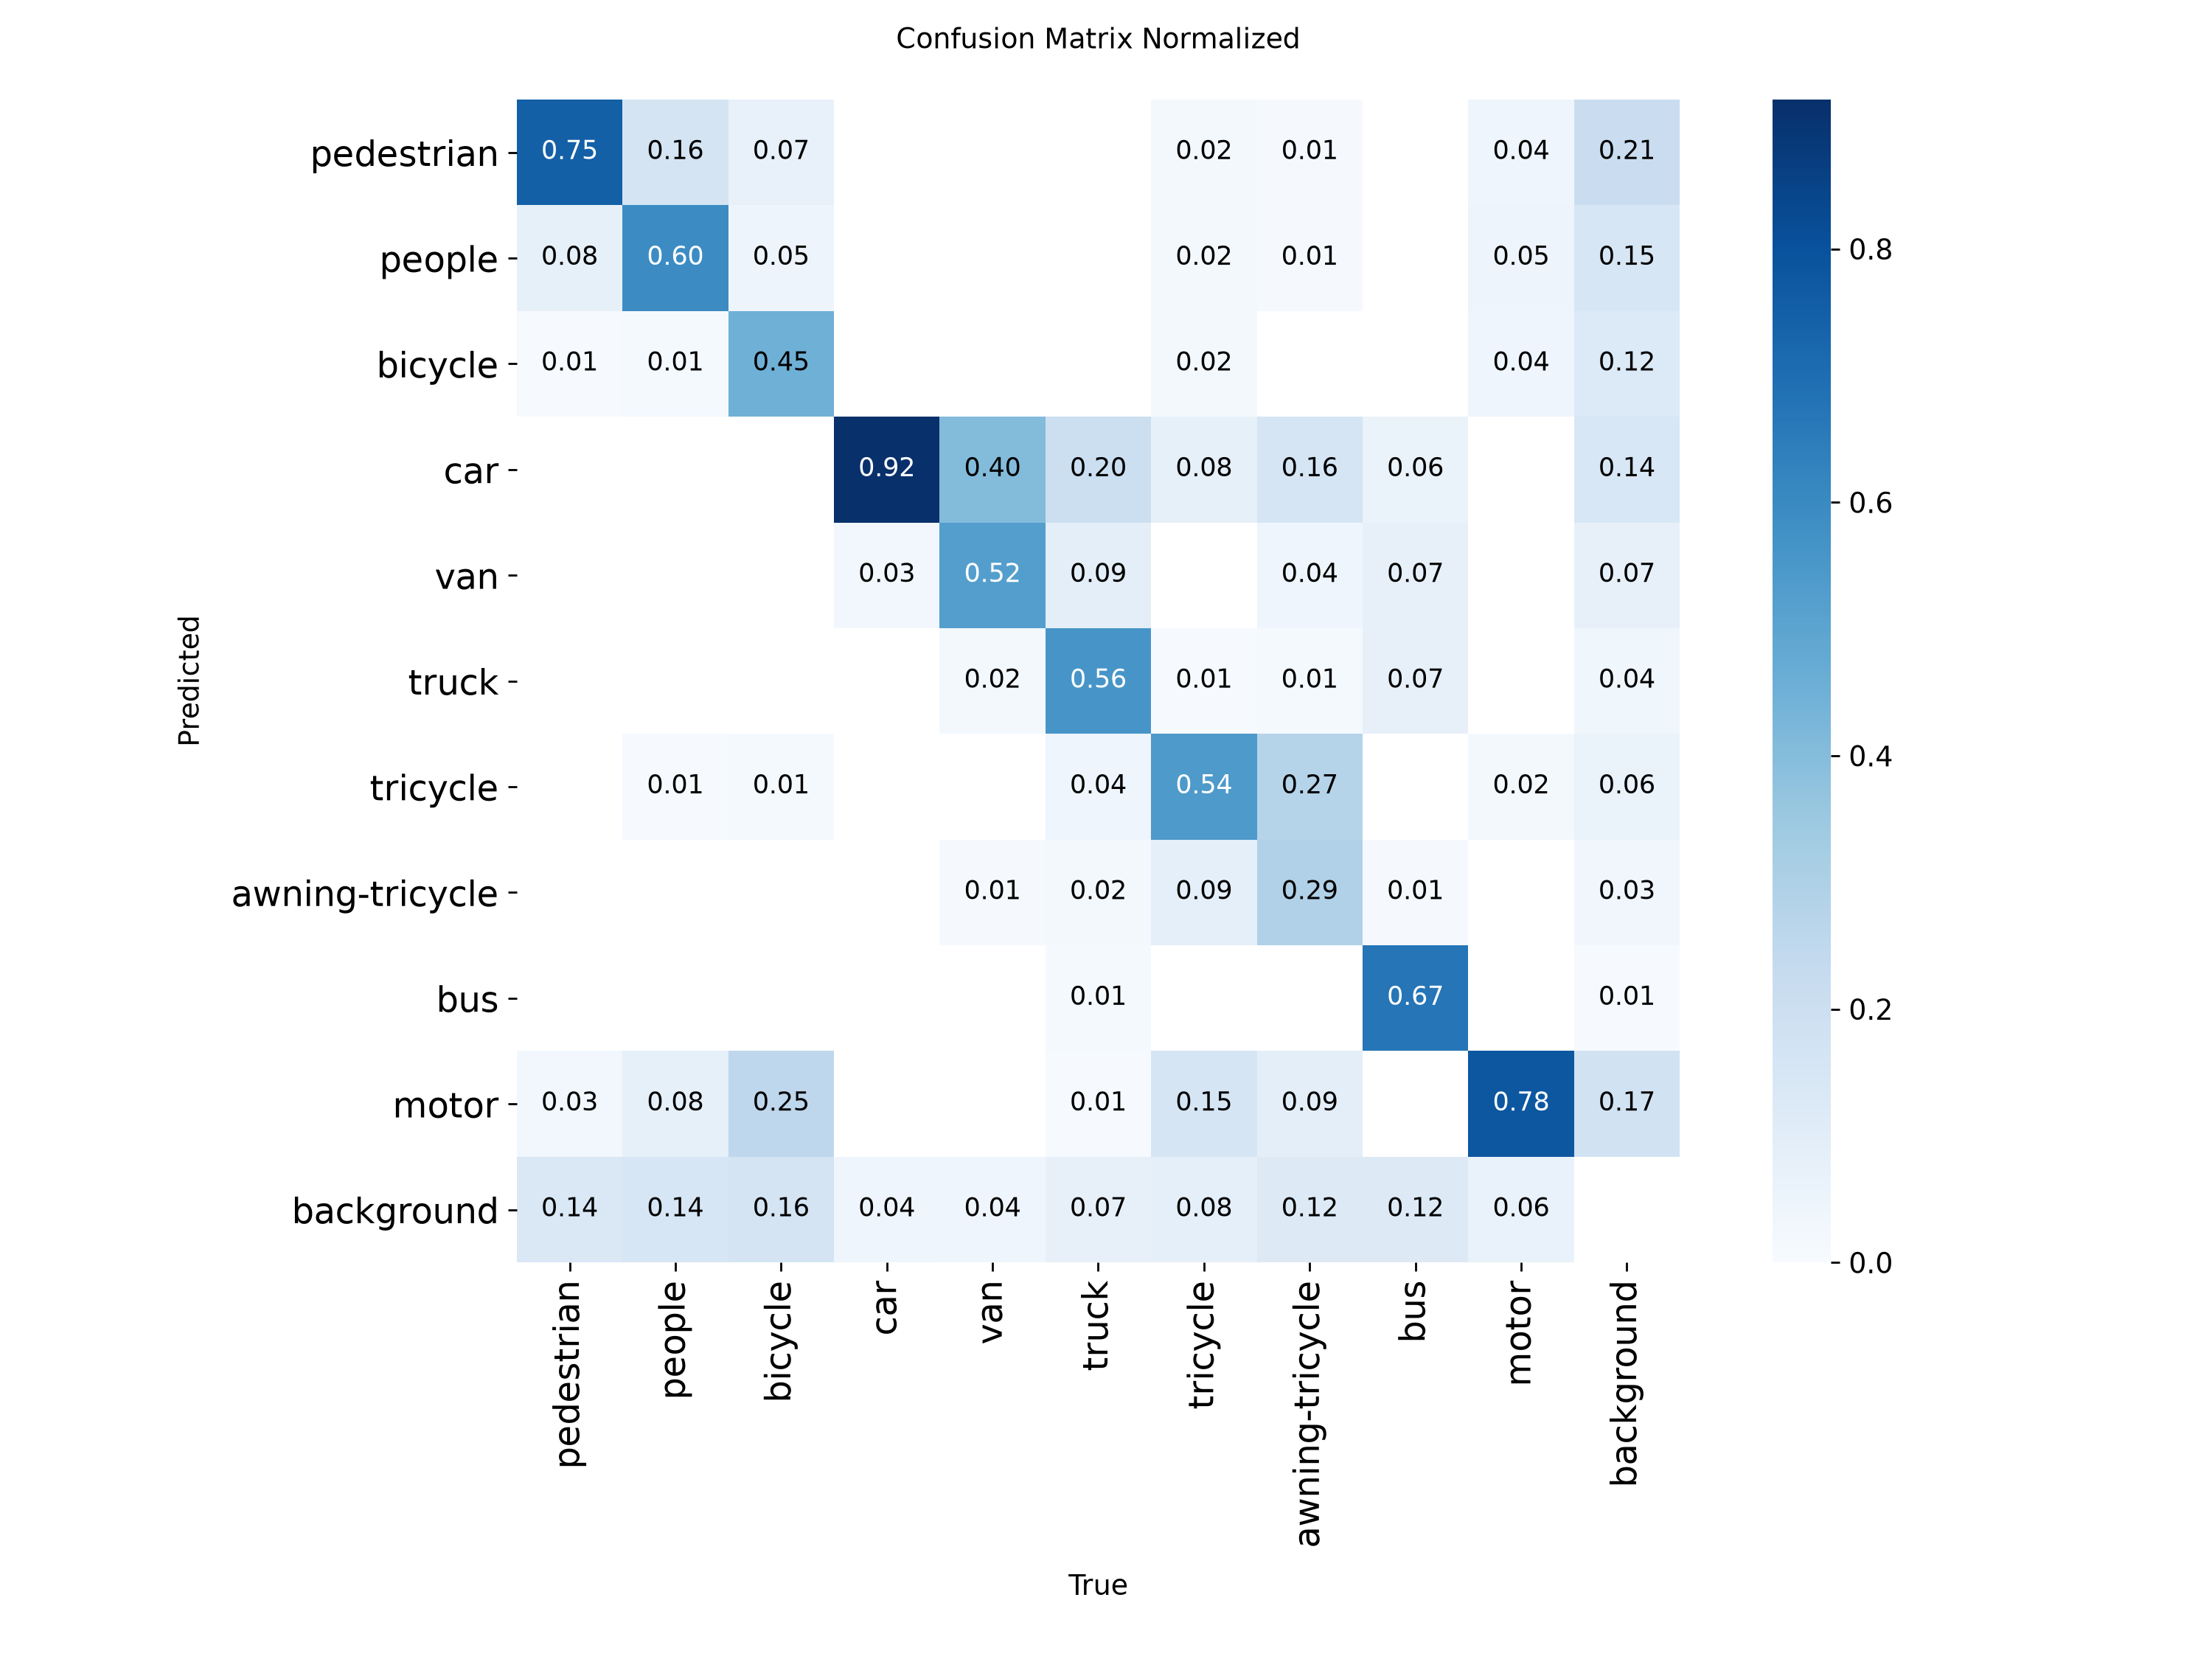 Confusion Matrix Normalized
pedestrian 0.75 0.16 0.07 0.02 0.01 0.04 0.21
people 0.08 0.60 0.05 0.02 0.01 0.05 0.15
bicycle 0.01 0.01 0.45 0.02 0.04 0.12
car 0.92 0.40 0.20 0.08 0.16 0.06 0.14
van 0.03 0.52 0.09 0.04 0.07 0.07
truck 0.02 0.56 0.01 0.01 0.07 0.04
tricycle 0.01 0.01 0.04 0.54 0.27 0.02 0.06
awning-tricycle 0.01 0.02 0.09 0.29 0.01 0.03
bus 0.01 0.67 0.01
motor 0.03 0.08 0.25 0.01 0.15 0.09 0.78 0.17
background 0.14 0.14 0.16 0.04 0.04 0.07 0.08 0.12 0.12 0.06
pedestrian
people
bicycle
car
van
truck
tricycle
awning-tricycle
bus
motor
background
True
Predicted
0.8
0.6
0.4
0.2
0.0